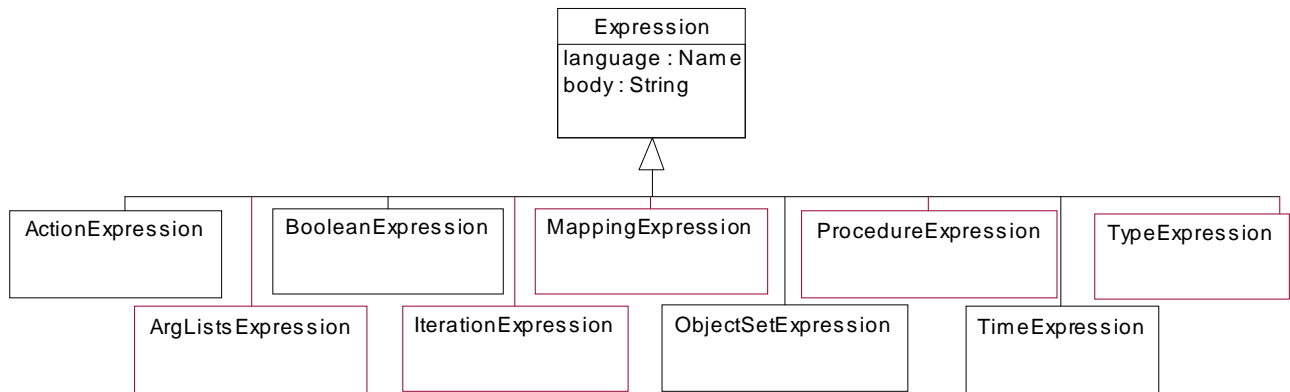 Expression
language : Name
body : String
ActionExpression
BooleanExpression
MappingExpression
ProcedureExpression
TypeExpression
ArgListsExpression
IterationExpression
ObjectSetExpression
TimeExpression